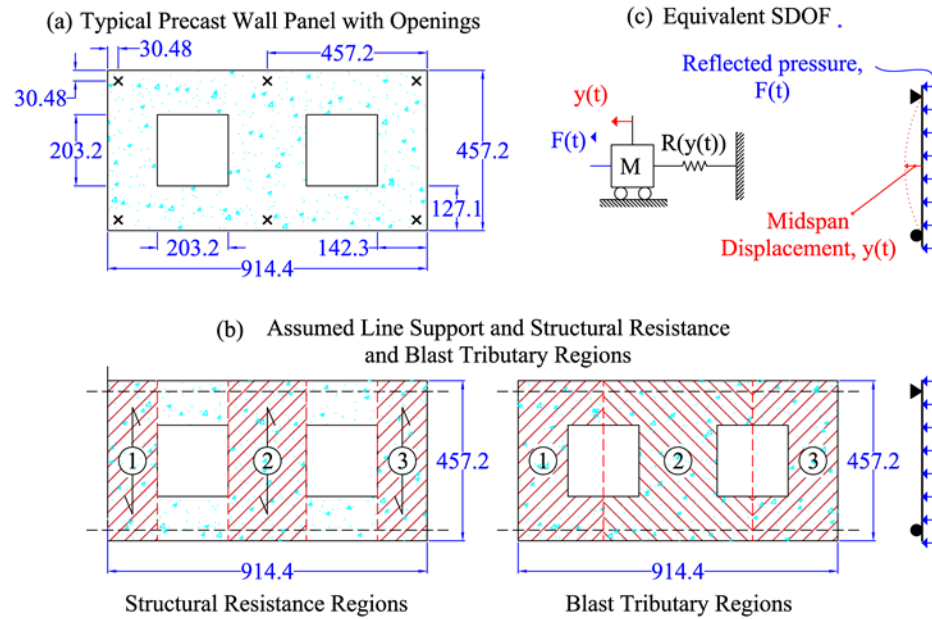 (a) Typical Precast Wall Panel with Openings
30.48
457.2
30.48
203.2
457.2
127.1
203.2
142.3
914.4
(c) Equivalent SDOF
Reflected pressure,
F(t)
y(t)
F(t)
R(y(t))
M
Midspan
Displacement, y(t)
(b) Assumed Line Support and Structural Resistance
and Blast Tributary Regions
1
2
3
457.2
914.4
Structural Resistance Regions
1
2
3
457.2
914.4
Blast Tributary Regions